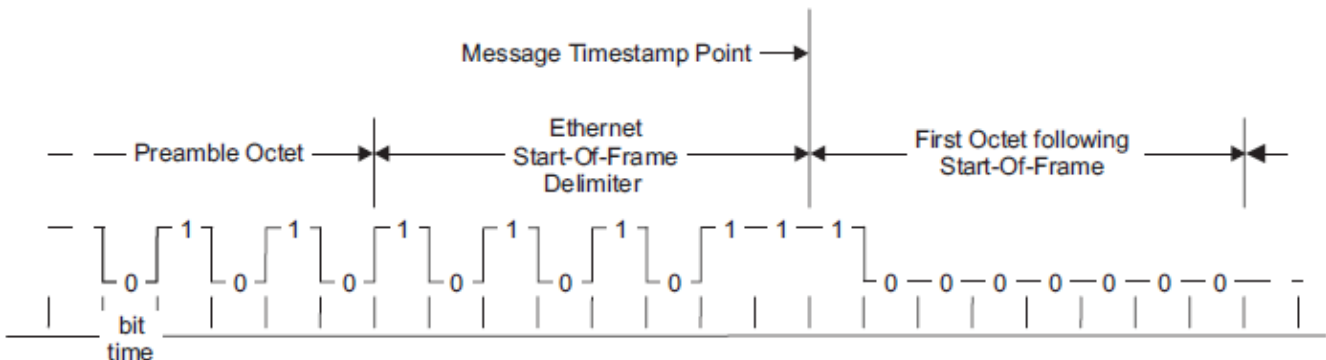 Message Timestamp Point
Preamble Octet
Ethernet
Start-Of-Frame
Delimiter
First Octet following
Start-Of-Frame
0 1 0 1 0 1 0 1 0 1 0 1 1 1 0 0 0 0 0 0 0
bit
time